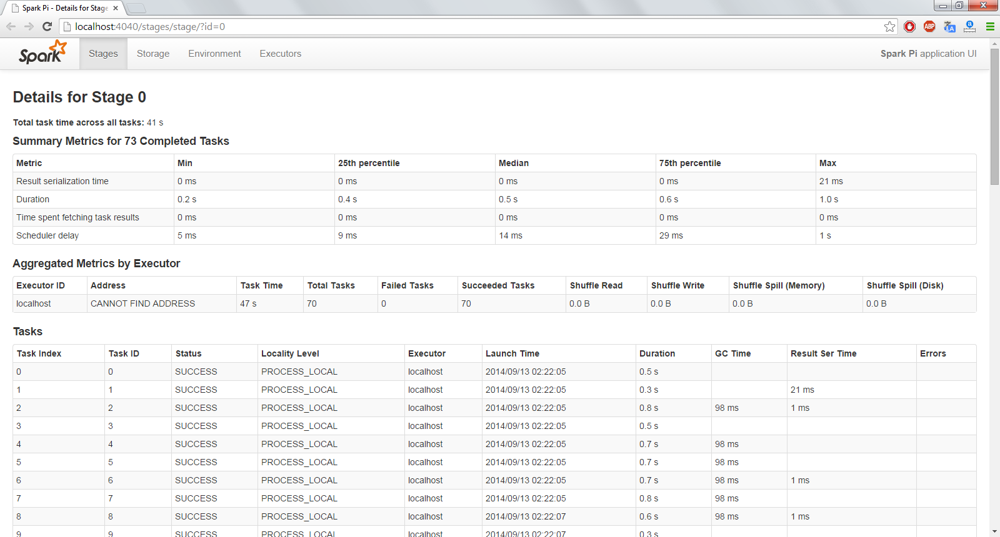 Spark Pi - Details for Stage
localhost:4040/stages/stage/?id=0
ABP
Spark Stages Storage Environment Executors Spark Pi application UI
Details for Stage 0
Total task time across all tasks: 41 s
Summary Metrics for 73 Completed Tasks
Metric Min 25th percentile Median 75th percentile Max
Result serialization time 0 ms 0 ms 0 ms 0 ms 21 ms
Duration 0.2 s 0.4 s 0.5 s 0.6 s 1.0 s
Time spent fetching task results 0 ms 0 ms 0 ms 0 ms 0 ms
Scheduler delay 5 ms 9 ms 14 ms 29 ms 1 s
Aggregated Metrics by Executor
Executor ID Address Task Time Total Tasks Failed Tasks Succeeded Tasks Shuffle Read Shuffle Write Shuffle Spill (Memory) Shuffle Spill (Disk)
localhost CANNOT FIND ADDRESS 47 s 70 0 70 0.0 B 0.0 B 0.0 B 0.0 B
Tasks
Task Index Task ID Status Locality Level Executor Launch Time Duration GC Time Result Ser Time Errors
0 0 SUCCESS PROCESS_LOCAL localhost 2014/09/13 02:22:05 0.5 s
1 1 SUCCESS PROCESS_LOCAL localhost 2014/09/13 02:22:05 0.3 s 21 ms
2 2 SUCCESS PROCESS_LOCAL localhost 2014/09/13 02:22:05 0.8 s 98 ms 1 ms
3 3 SUCCESS PROCESS_LOCAL localhost 2014/09/13 02:22:05 0.5 s
4 4 SUCCESS PROCESS_LOCAL localhost 2014/09/13 02:22:05 0.7 s 98 ms
5 5 SUCCESS PROCESS_LOCAL localhost 2014/09/13 02:22:05 0.7 s 98 ms
6 6 SUCCESS PROCESS_LOCAL localhost 2014/09/13 02:22:05 0.7 s 98 ms 1 ms
7 7 SUCCESS PROCESS_LOCAL localhost 2014/09/13 02:22:05 0.8 s 98 ms
8 8 SUCCESS PROCESS_LOCAL localhost 2014/09/13 02:22:07 0.6 s 98 ms 1 ms
9 9 SUCCESS PROCESS_LOCAL localhost 2014/09/13 02:22:07 0.3 s